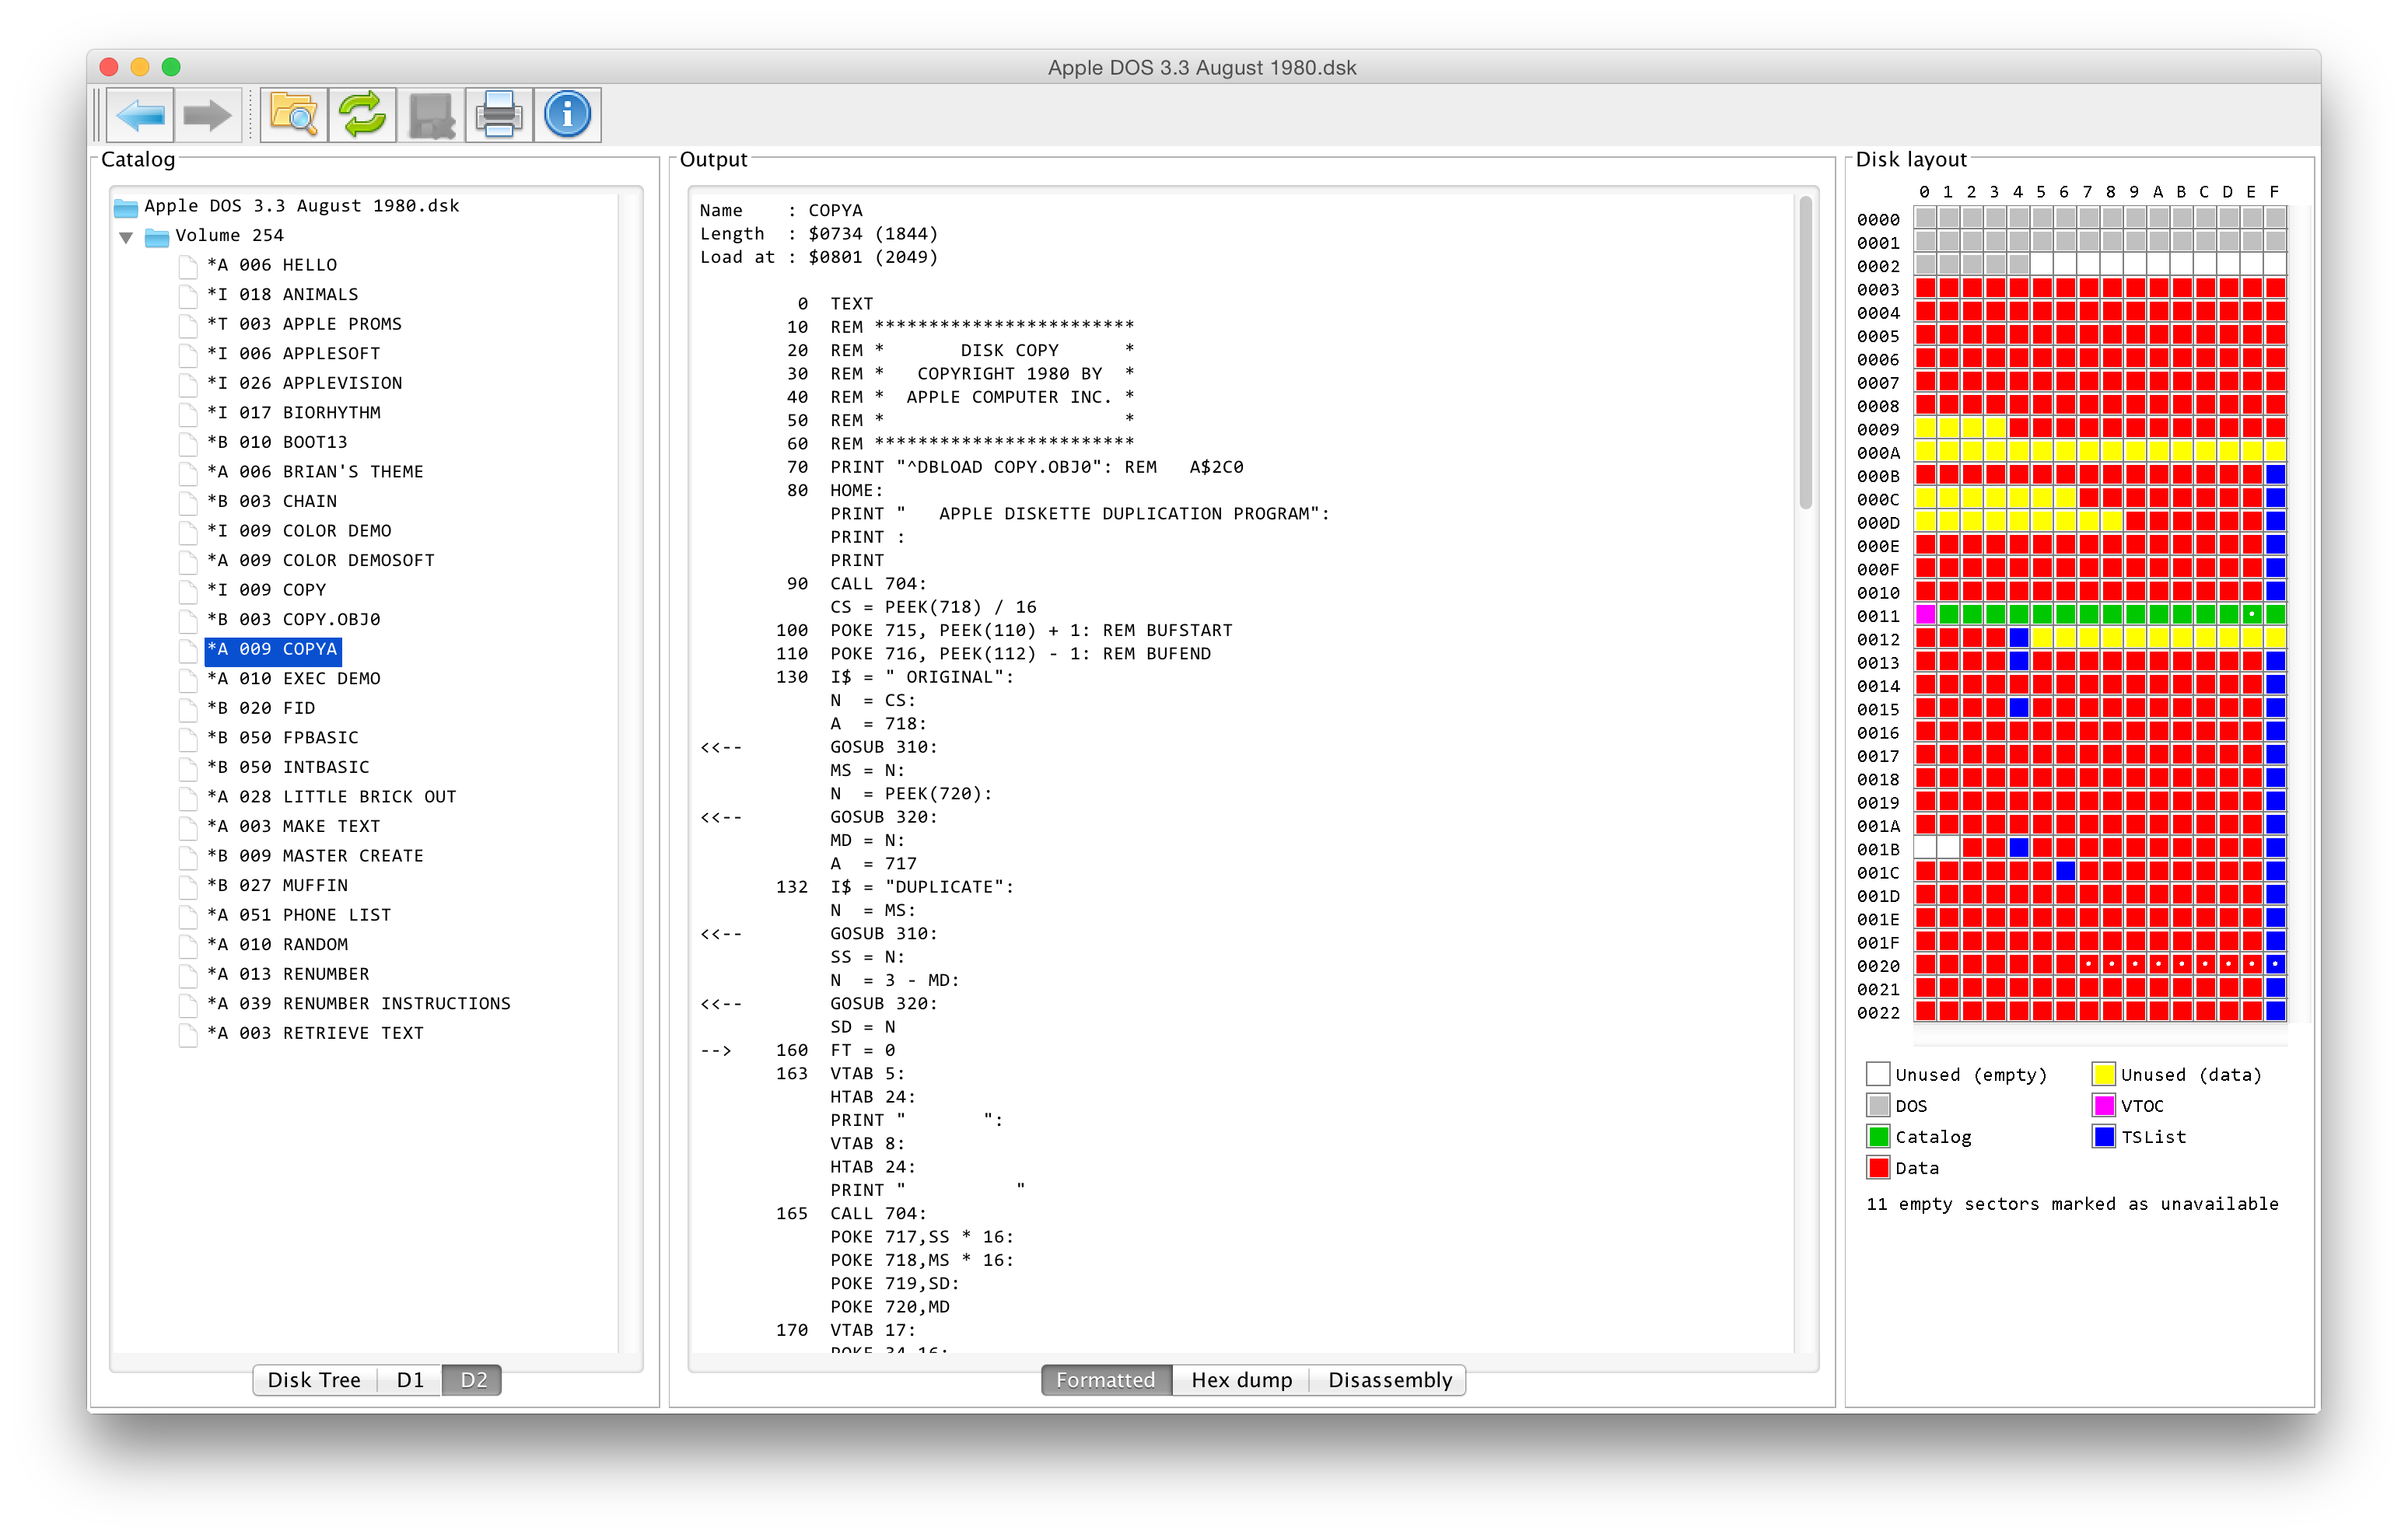 Apple DOS 3.3 August 1980.dsk
Catalog
Apple DOS 3.3 August 1980.dsk
Volume 254
*A 006 HELLO
*I 018 ANIMALS
*T 003 APPLE PROMS
*I 006 APPLESOFT
*I 026 APPLEVISION
*I 017 BIORHYTHM
*B 010 BOOT13
*A 006 BRIAN'S THEME
*B 003 CHAIN
*I 009 COLOR DEMO
*A 009 COLOR DEMOSOFT
*I 009 COPY
*B 003 COPY.OBJ0
*A 009 COPYA
*A 010 EXEC DEMO
*B 020 FID
*B 050 FPBASIC
*B 050 INTBASIC
*A 028 LITTLE BRICK OUT
*A 003 MAKE TEXT
*B 009 MASTER CREATE
*B 027 MUFFIN
*A 051 PHONE LIST
*A 010 RANDOM
*A 013 RENUMBER
*A 039 RENUMBER INSTRUCTIONS
*A 003 RETRIEVE TEXT
Disk Tree D1 D2
Output
Name    : COPYA
Length  : $0734 (1844)
Load at : $0801 (2049)
0  TEXT
10  REM ************************
20  REM *       DISK COPY      *
30  REM *   COPYRIGHT 1980 BY  *
40  REM *  APPLE COMPUTER INC. *
50  REM *                      *
60  REM ************************
70  PRINT "^DBLOAD COPY.OBJ0": REM   A$2C0
80  HOME:
PRINT "   APPLE DISKETTE DUPLICATION PROGRAM":
PRINT :
PRINT
90  CALL 704:
CS = PEEK(718) / 16
100  POKE 715, PEEK(110) + 1: REM BUFSTART
110  POKE 716, PEEK(112) - 1: REM BUFEND
130  I$ = " ORIGINAL":
N  = CS:
A  = 718:
<<--        GOSUB 310:
MS = N:
N  = PEEK(720):
<<--        GOSUB 320:
MD = N:
A  = 717
132  I$ = "DUPLICATE":
N  = MS:
<<--        GOSUB 310:
SS = N:
N  = 3 - MD:
<<--        GOSUB 320:
SD = N
-->    160  FT = 0
163  VTAB 5:
HTAB 24:
PRINT "       ":
VTAB 8:
HTAB 24:
PRINT "          "
165  CALL 704:
POKE 717,SS * 16:
POKE 718,MS * 16:
POKE 719,SD:
POKE 720,MD
170  VTAB 17:
POKE 34,16:
Formatted Hex dump Disassembly
Disk layout
0 1 2 3 4 5 6 7 8 9 A B C D E F
0000
0001
0002
0003
0004
0005
0006
0007
0008
0009
000A
000B
000C
000D
000E
000F
0010
0011
0012
0013
0014
0015
0016
0017
0018
0019
001A
001B
001C
001D
001E
001F
0020
0021
0022
Unused (empty) Unused (data)
DOS VTOC
Catalog TSList
Data
11 empty sectors marked as unavailable